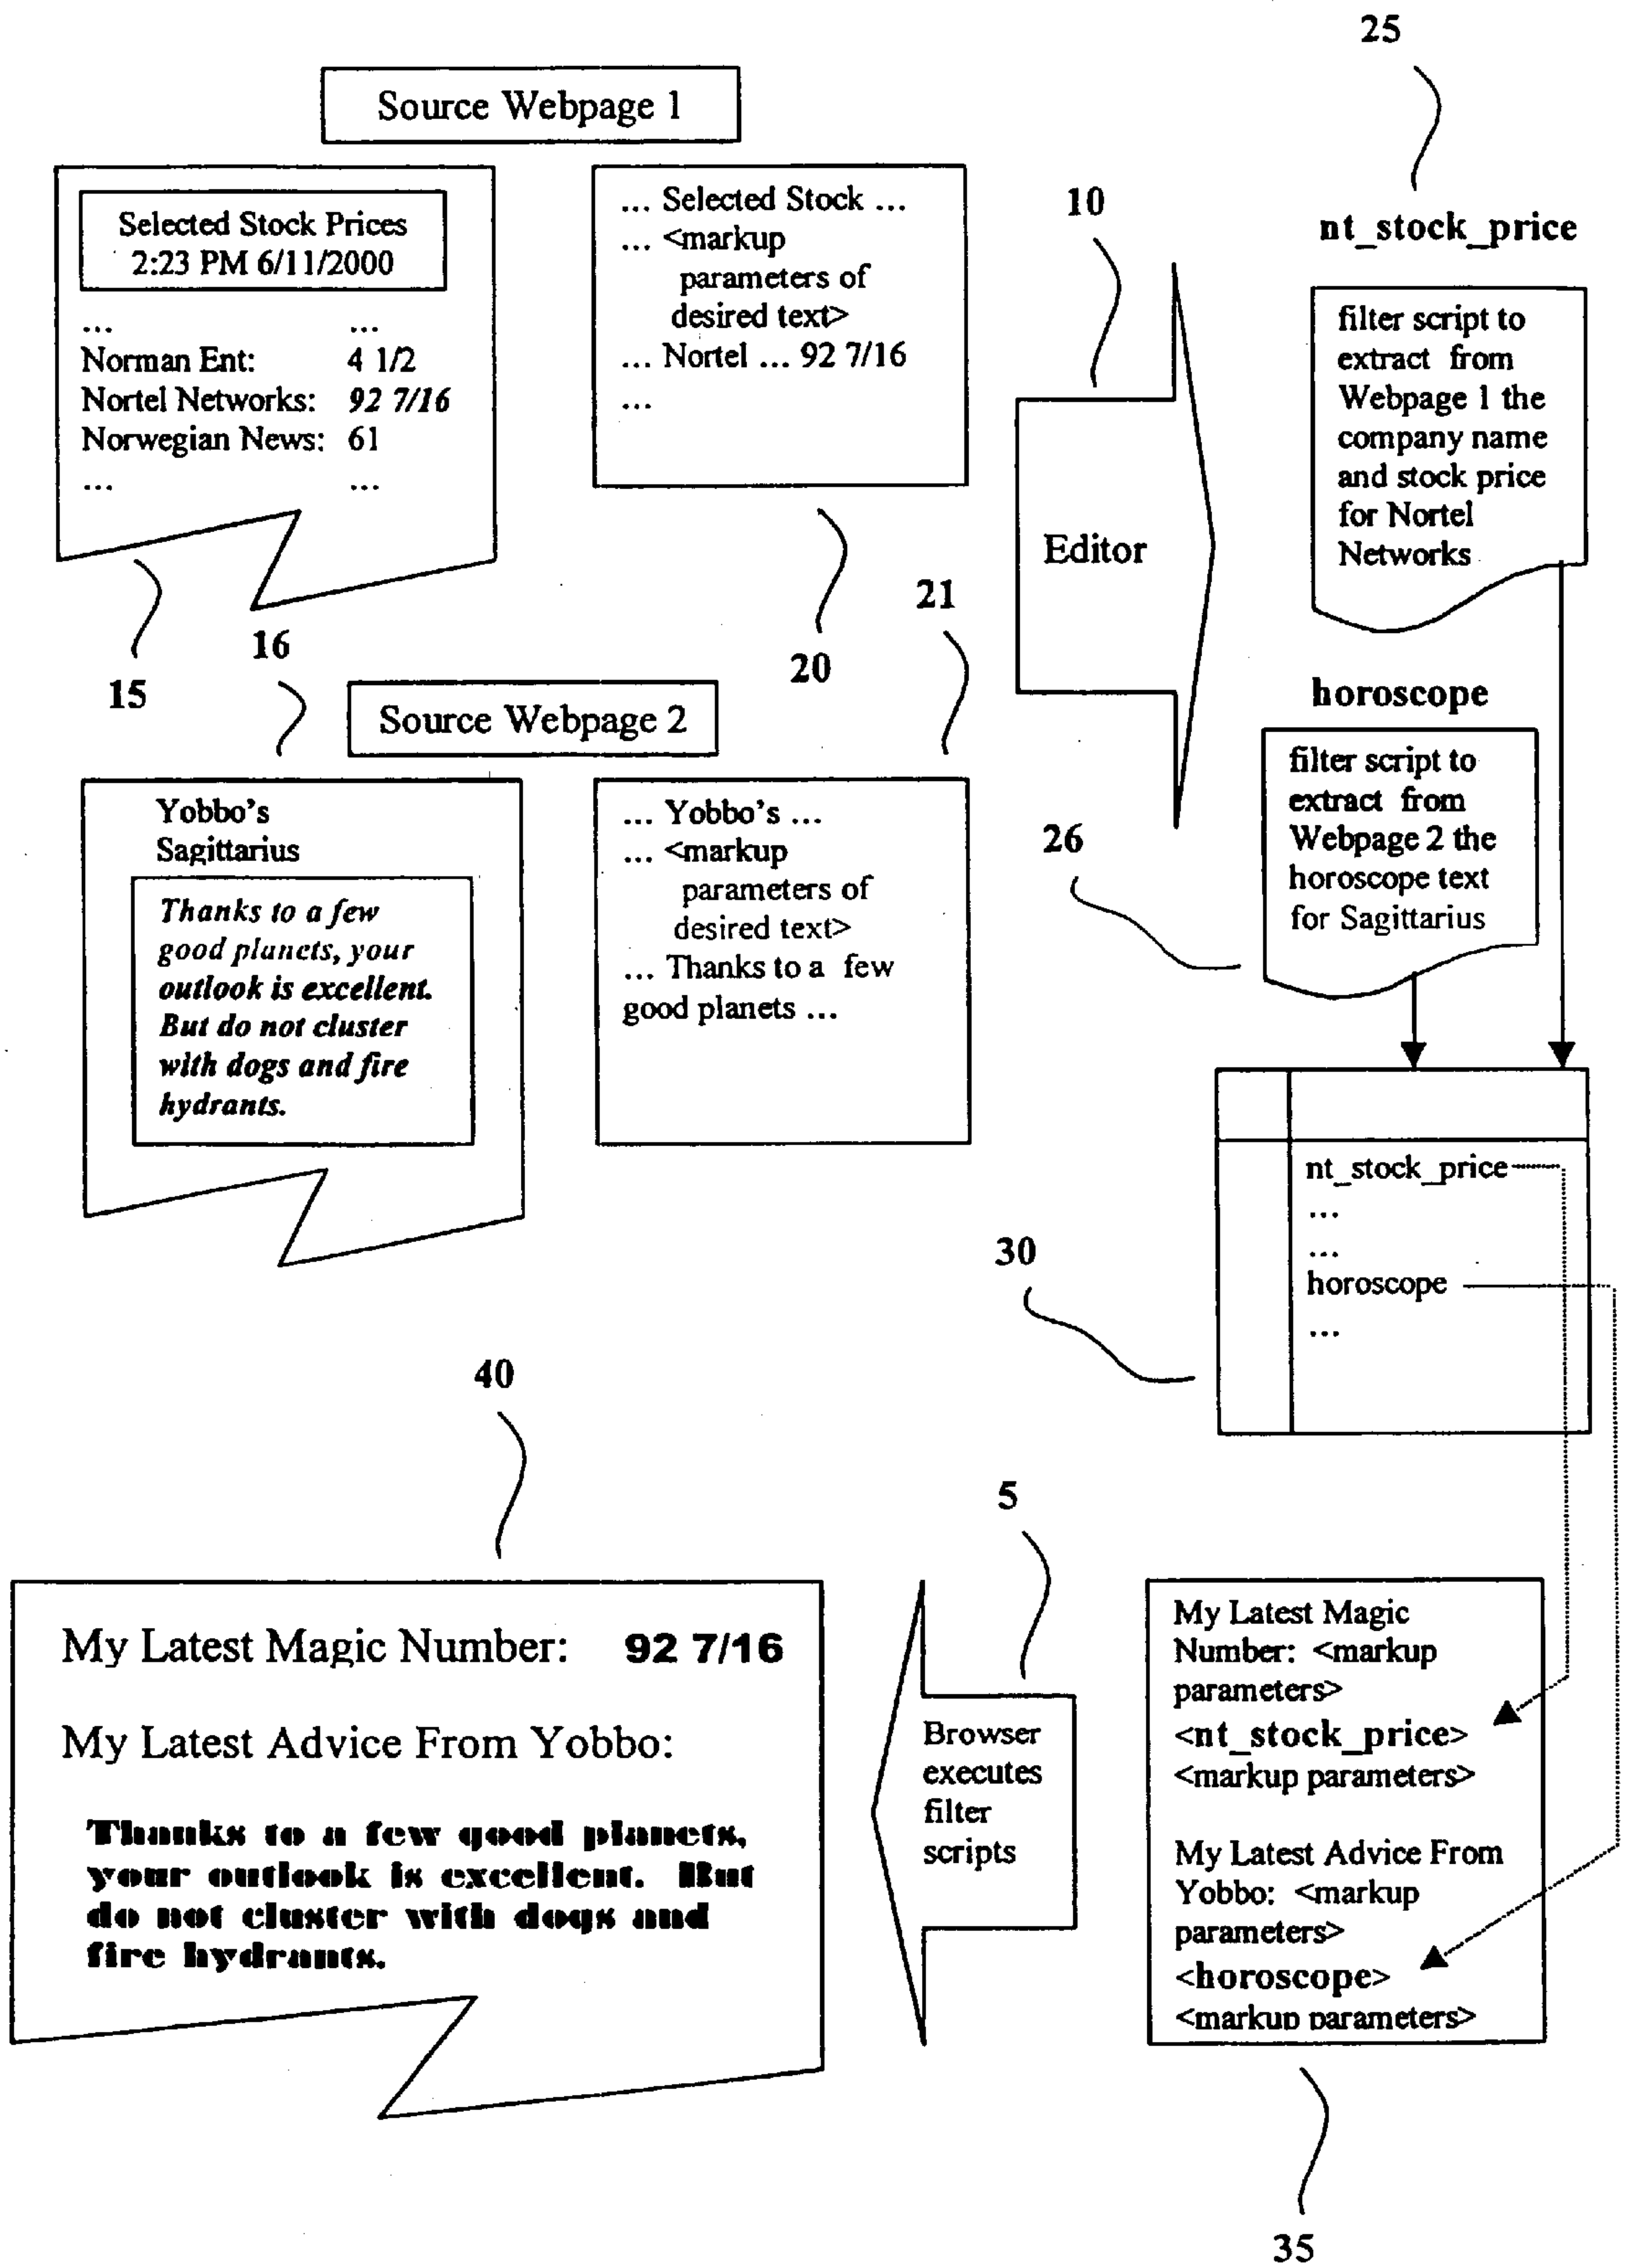 25
Source Webpage 1
Selected Stock Prices
2:23 PM 6/11/2000
... ...
Norman Ent: 4 1/2
Nortel Networks: 92 7/16
Norwegian News: 61
... ...
15
... Selected Stock ...
... <markup
parameters of
desired text>
... Nortel ... 92 7/16
...
20
10
Editor
nt_stock_price
filter script to
extract from
Webpage 1 the
company name
and stock price
for Nortel
Networks
16
Source Webpage 2
21
Yobbo's
Sagittarius
Thanks to a few
good planets, your
outlook is excellent.
But do not cluster
with dogs and fire
hydrants.
... Yobbo's ...
... <markup
parameters of
desired text>
... Thanks to a few
good planets ...
horoscope
26
filter script to
extract from
Webpage 2 the
horoscope text
for Sagittarius
30
nt_stock_price
...
...
horoscope
...
40
My Latest Magic Number: 92 7/16
My Latest Advice From Yobbo:
Thanks to a few good planets,
your outlook is excellent. But
do not cluster with dogs and
fire hydrants.
5
Browser
executes
filter
scripts
My Latest Magic
Number: <markup
parameters>
<nt_stock_price>
<markup parameters>
My Latest Advice From
Yobbo: <markup
parameters>
<horoscope>
<markup parameters>
35